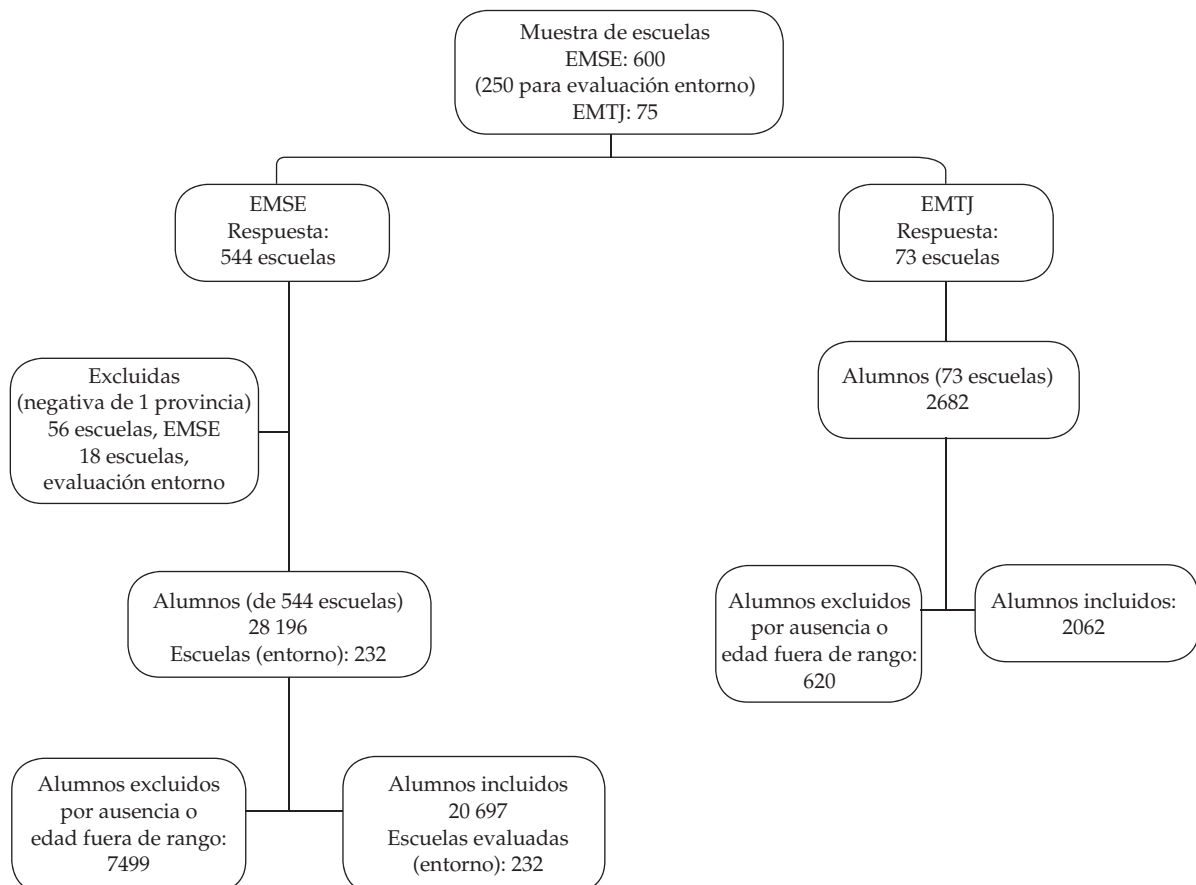 Muestra de escuelas
EMSE: 600
(250 para evaluación entorno)
EMTJ: 75
EMSE
Respuesta:
544 escuelas
EMTJ
Respuesta:
73 escuelas
Excluidas
(negativa de 1 provincia)
56 escuelas, EMSE
18 escuelas,
evaluación entorno
Alumnos (73 escuelas)
2682
Alumnos (de 544 escuelas)
28 196
Escuelas (entorno): 232
Alumnos excluidos
por ausencia o
edad fuera de rango:
620
Alumnos incluidos:
2062
Alumnos excluidos
por ausencia o
edad fuera de rango:
7499
Alumnos incluidos
20 697
Escuelas evaluadas
(entorno): 232